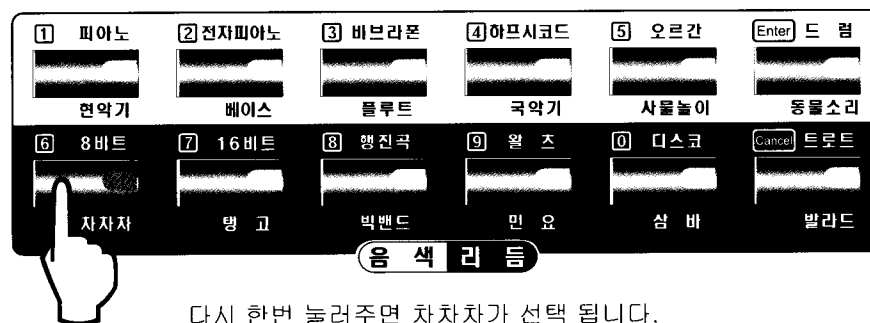 1 피아노 2 전자피아노 3 바브라폰 4 하프시코드 5 오르간 Enter 드 럼
현악기 베이스 플루트 국악기 사물놀이 동물소리
6 8비트 7 16비트 8 행진곡 9 왈 츠 0 디스코 Cancel 트로트
차차차 탱 고 빅밴드 민 요 삼 바 발라드
음 색 리 듬
다시 한번 눌러주면 차차차가 선택 됩니다.